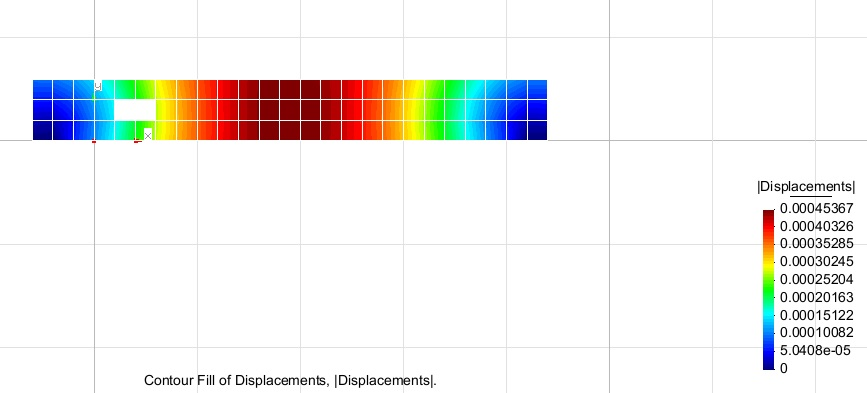 y
x
|Displacements|
0.00045367
0.00040326
0.00035285
0.00030245
0.00025204
0.00020163
0.00015122
0.00010082
5.0408e-05
0
Contour Fill of Displacements, |Displacements|.